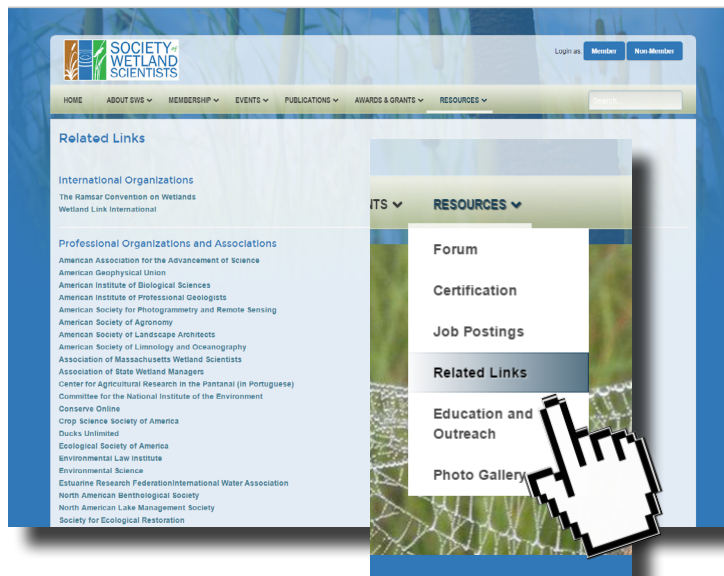 SOCIETY of
WETLAND
SCIENTISTS
Login as: Member Non-Member
HOME ABOUT SWS MEMBERSHIP EVENTS PUBLICATIONS AWARDS & GRANTS RESOURCES
Search...
Related Links
International Organizations
The Ramsar Convention on Wetlands
Wetland Link International
Professional Organizations and Associations
American Association for the Advancement of Science
American Geophysical Union
American Institute of Biological Sciences
American Institute of Professional Geologists
American Society for Photogrammetry and Remote Sensing
American Society of Agronomy
American Society of Landscape Architects
American Society of Limnology and Oceanography
Association of Massachusetts Wetland Scientists
Association of State Wetland Managers
Center for Agricultural Research in the Pantanal (in Portuguese)
Committee for the National Institute of the Environment
Conserve Online
Crop Science Society of America
Ducks Unlimited
Ecological Society of America
Environmental Law Institute
Environmental Science
Estuarine Research FederationInternational Water Association
North American Benthological Society
North American Lake Management Society
Society for Ecological Restoration
NTS RESOURCES
Forum
Certification
Job Postings
Related Links
Education and
Outreach
Photo Gallery